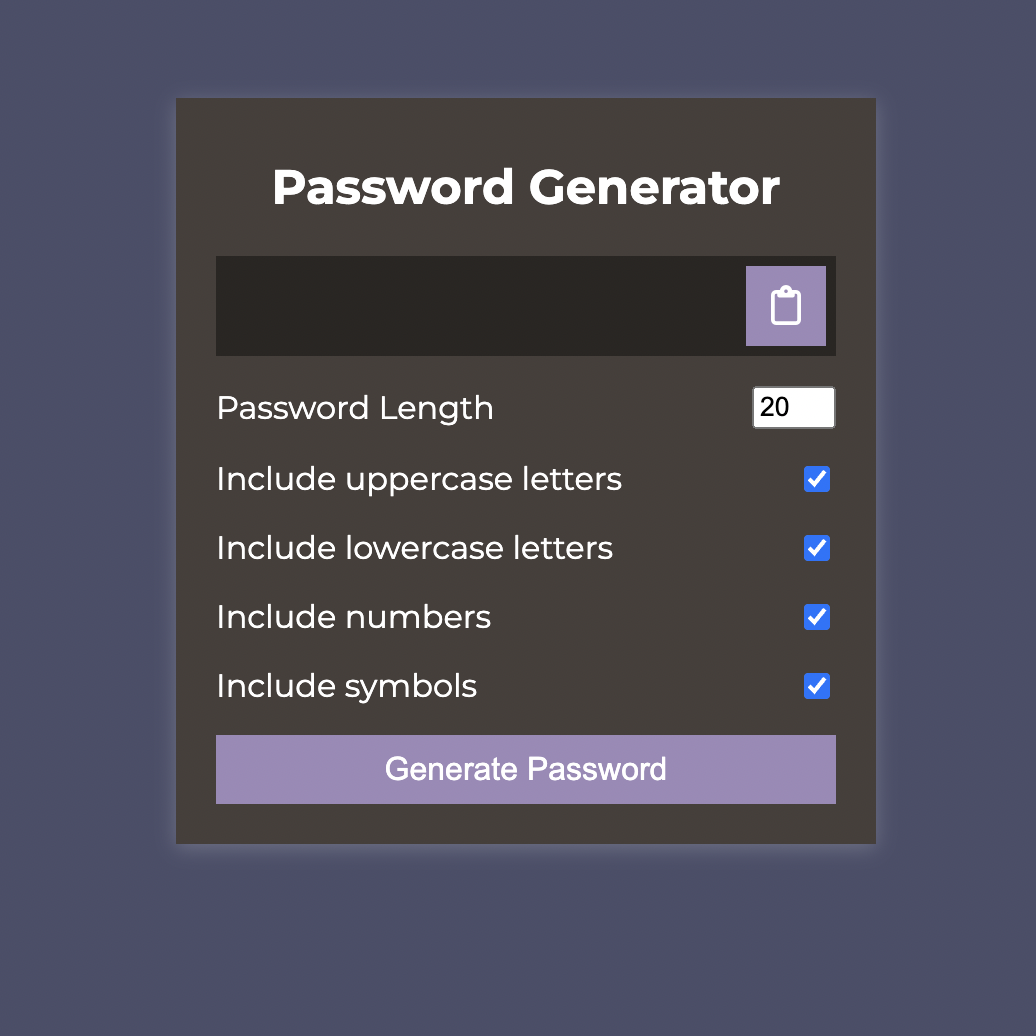 Password Generator
Password Length 20
Include uppercase letters
Include lowercase letters
Include numbers
Include symbols
Generate Password